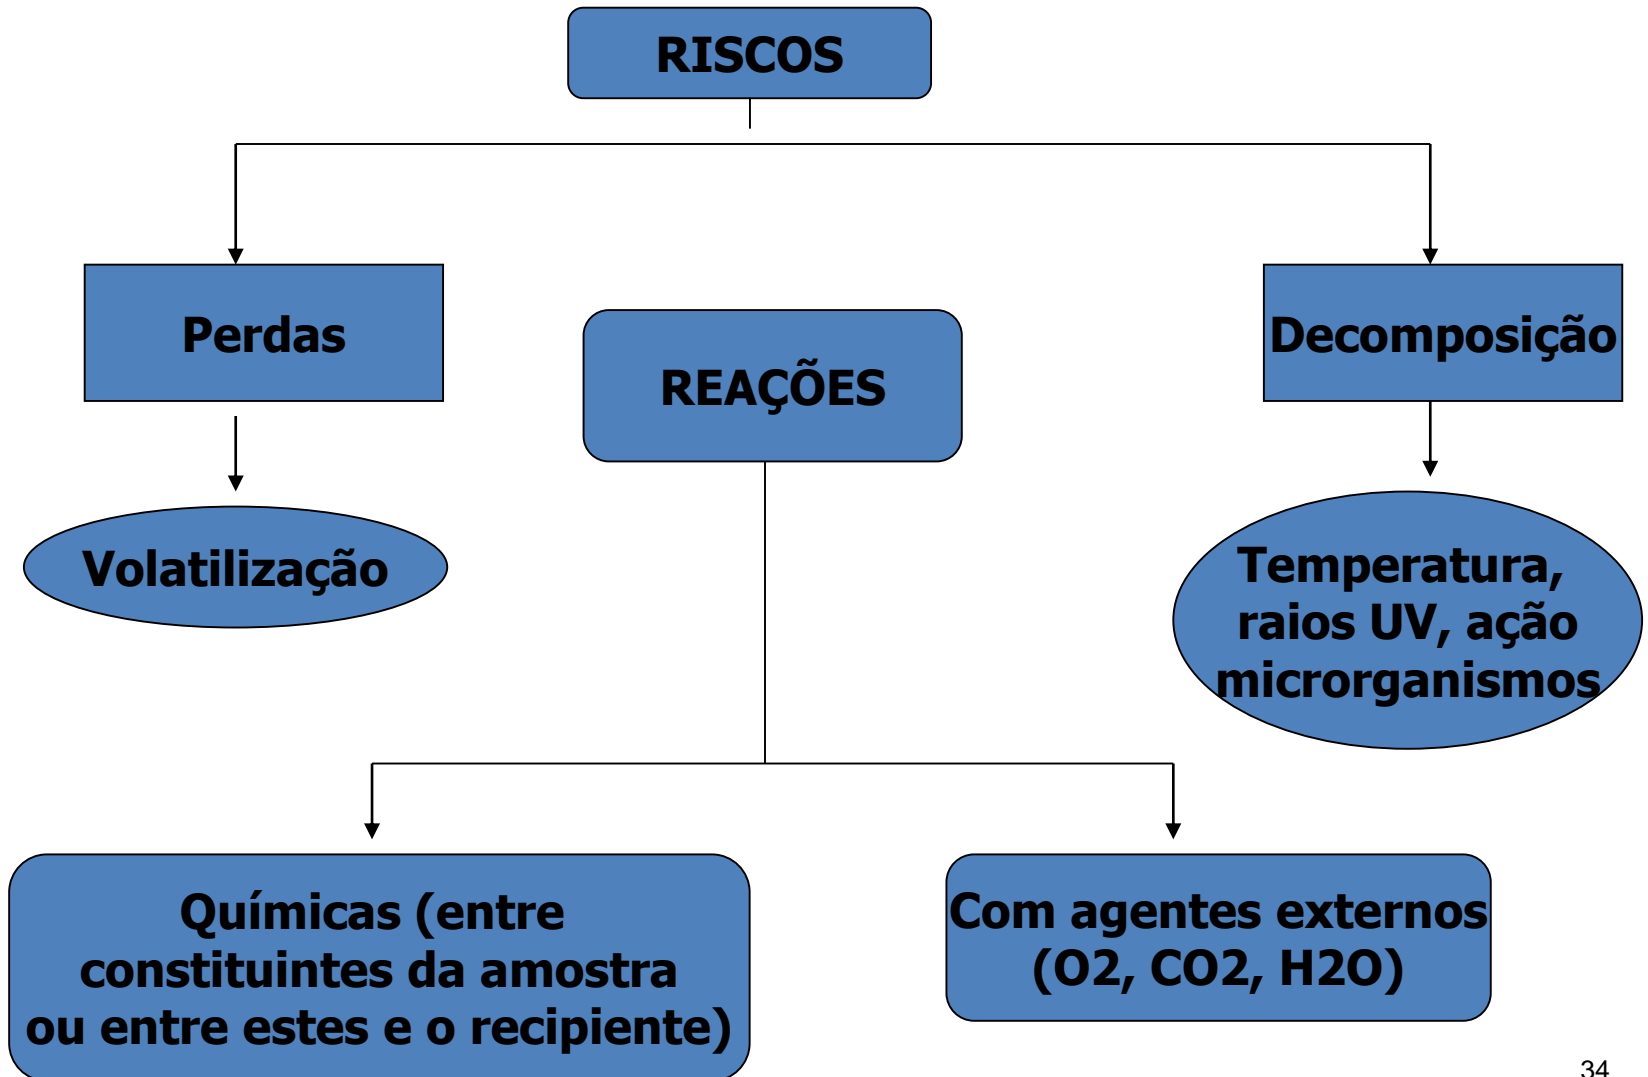 RISCOS
Perdas
Decomposição
REAÇÕES
Volatilização
Temperatura,
raios UV, ação
microrganismos
Químicas (entre
constituintes da amostra
ou entre estes e o recipiente)
Com agentes externos
(O2, CO2, H2O)
34